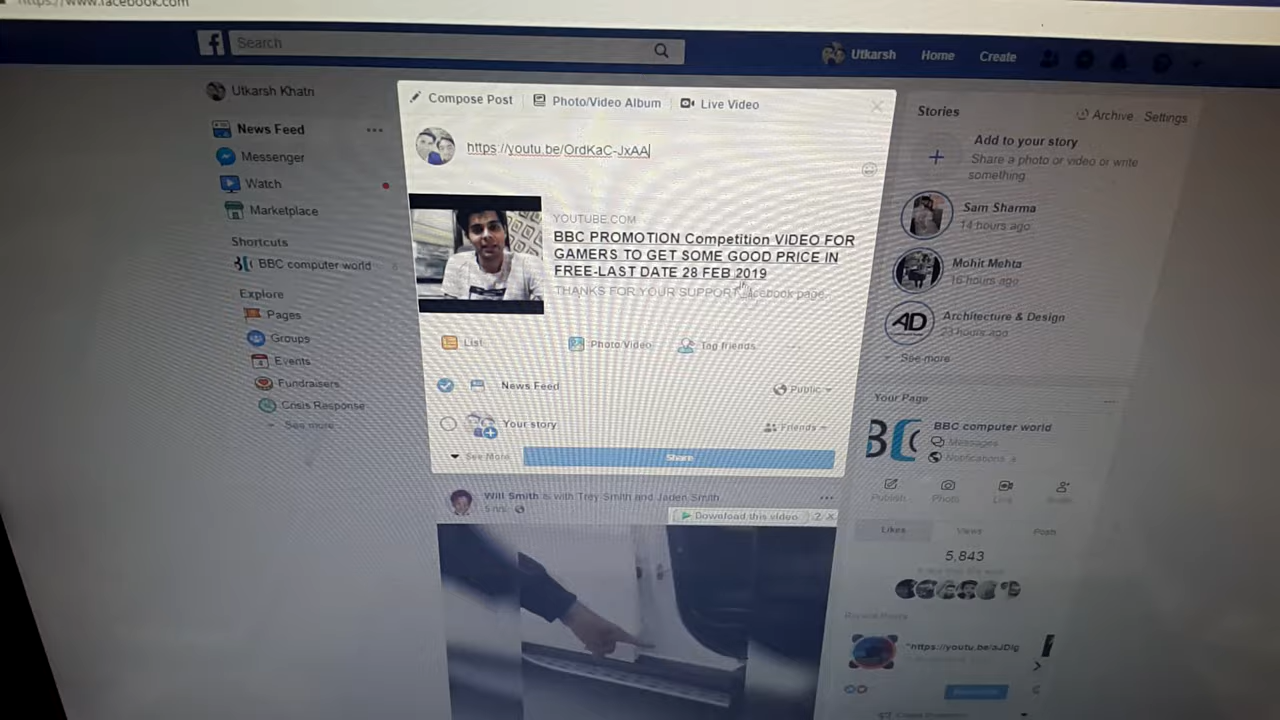 https://www.facebook.com
Search
Utkarsh
Home
Create
Utkarsh Khatri
News Feed
Messenger
Watch
Marketplace
Shortcuts
BBC computer world
Explore
Pages
Groups
Events
Fundraisers
Crisis Response
See more...
Compose Post
Photo/Video Album
Live Video
https://youtu.be/OrdKaC-JxAA
YOUTUBE.COM
BBC PROMOTION Competition VIDEO FOR
GAMERS TO GET SOME GOOD PRICE IN
FREE-LAST DATE 28 FEB 2019
THANKS FOR YOUR SUPPORT facebook page
List
Photo/Video
Tag friends
News Feed
Public
Your story
Friends
See More
Share
Will Smith is with Trey Smith and Jaden Smith.
5 hrs
Download this video
? X
Stories
Archive
Settings
Add to your story
Share a photo or video or write
something
Sam Sharma
14 hours ago
Mohit Mehta
16 hours ago
AD
Architecture & Design
23 hours ago
See more
Your Page
BBC computer world
Messages
Notifications
Publish
Photo
Live
Likes
Views
Posts
5,843
Recent Posts
"https://youtu.be/aJDig